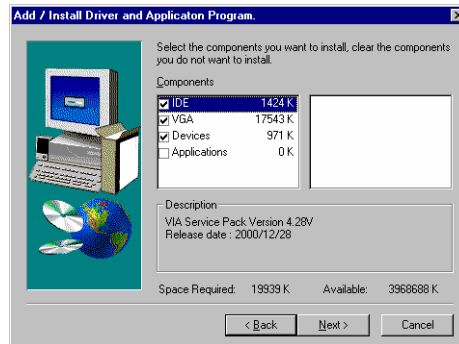 Add / Install Driver and Applicaton Program.
Select the components you want to install, clear the components
you do not want to install.
Components
IDE 1424 K
VGA 17543 K
Devices 971 K
Applications 0 K
Description
VIA Service Pack Version 4.28V
Release date : 2000/12/28
Space Required: 19939 K Available: 3968688 K
< Back Next > Cancel